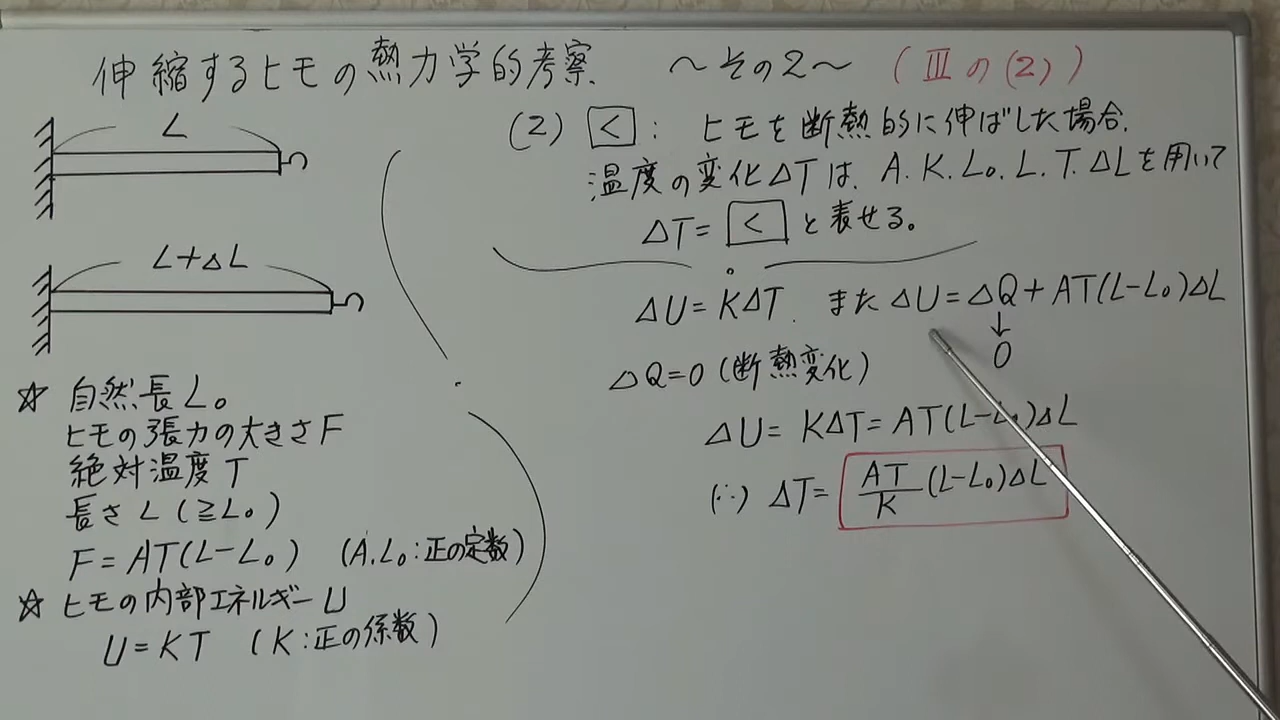 伸縮するヒモの熱力学的考察. 〜その2〜 (Ⅲの(2))
L
L+ΔL
☆ 自然長L₀
ヒモの張力の大きさF
絶対温度T
長さL (≧L₀)
F=AT(L-L₀) (A,L₀:正の定数)
☆ ヒモの内部エネルギーU
U=KT (K:正の係数)
(2) く : ヒモを断熱的に伸ばした場合.
温度の変化ΔTは、A.K.L₀.L.T.ΔLを用いて
ΔT= く と表せる。
ΔU=KΔT. またΔU=ΔQ+AT(L-L₀)ΔL
↓
0
ΔQ=0 (断熱変化)
ΔU= KΔT=AT(L-L₀)ΔL
(∴) ΔT= AT/K (L-L₀)ΔL